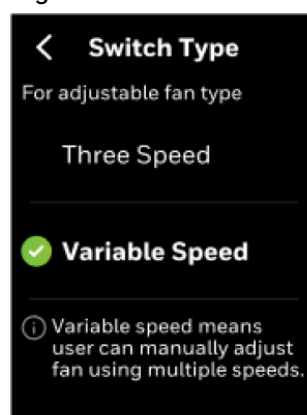 Switch Type
For adjustable fan type
Three Speed
Variable Speed
Variable speed means
user can manually adjust
fan using multiple speeds.